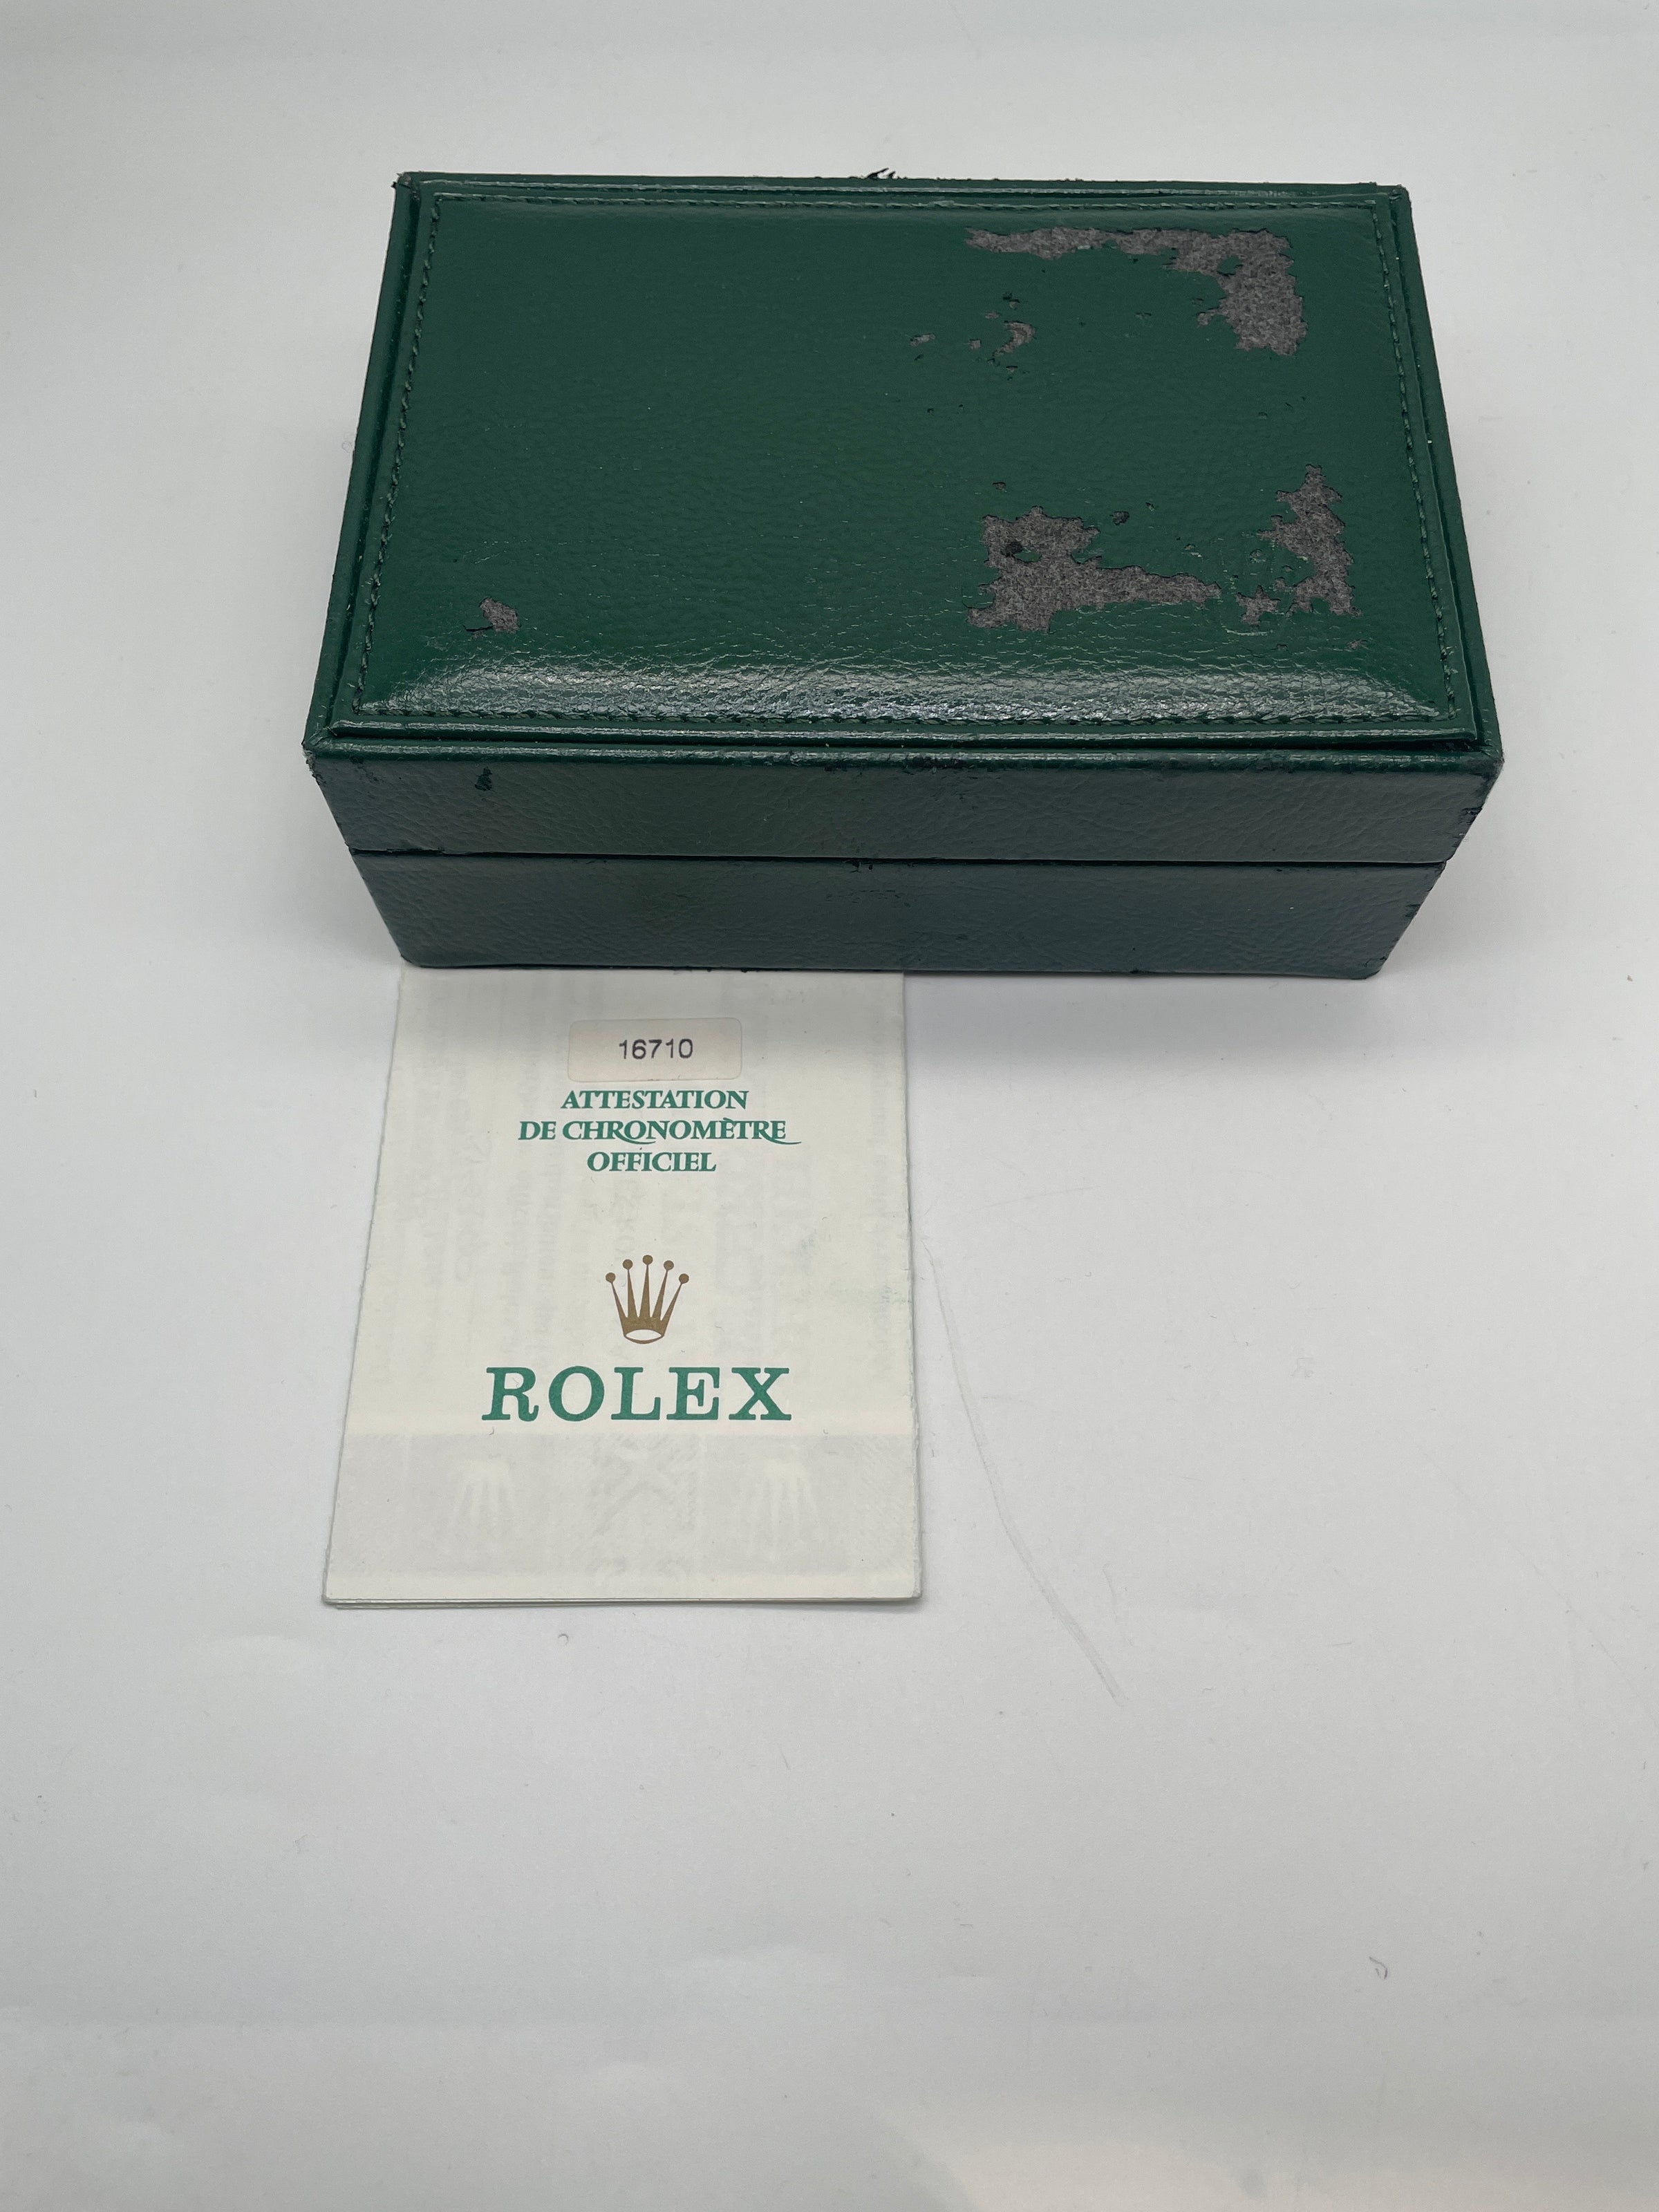 16710
ATTESTATION
DE CHRONOMÈTRE
OFFICIEL
ROLEX